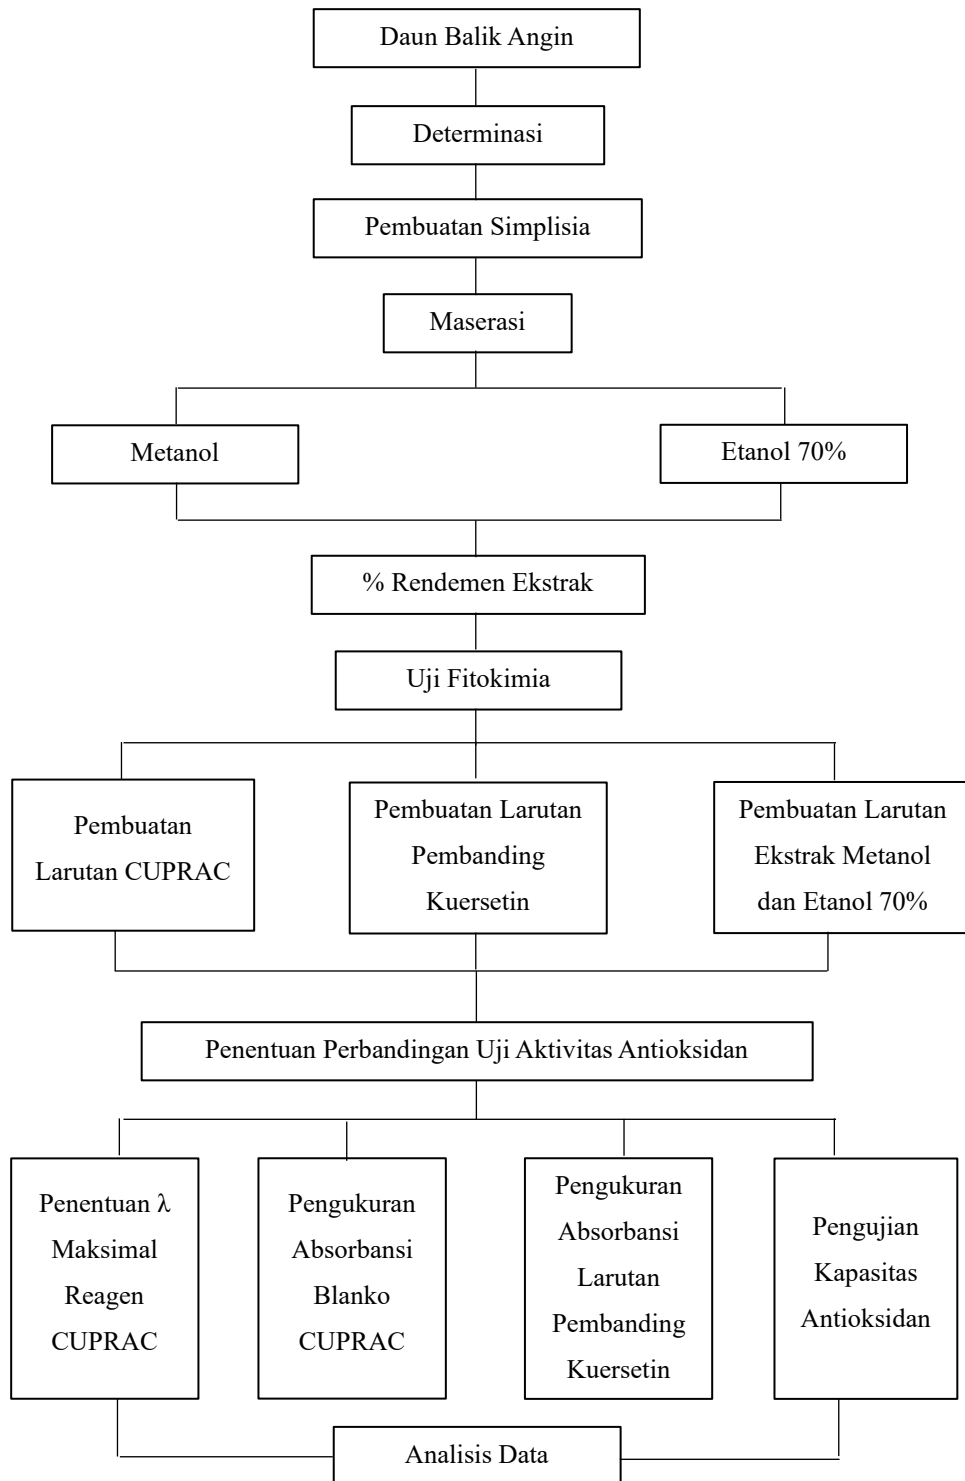 Daun Balik Angin
Determinasi
Pembuatan Simplisia
Maserasi
Metanol
Etanol 70%
% Rendemen Ekstrak
Uji Fitokimia
Pembuatan
Larutan CUPRAC
Pembuatan Larutan
Pembanding
Kuersetin
Pembuatan Larutan
Ekstrak Metanol
dan Etanol 70%
Penentuan Perbandingan Uji Aktivitas Antioksidan
Penentuan λ
Maksimal
Reagen
CUPRAC
Pengukuran
Absorbansi
Blanko
CUPRAC
Pengukuran
Absorbansi
Larutan
Pembanding
Kuersetin
Pengujian
Kapasitas
Antioksidan
Analisis Data